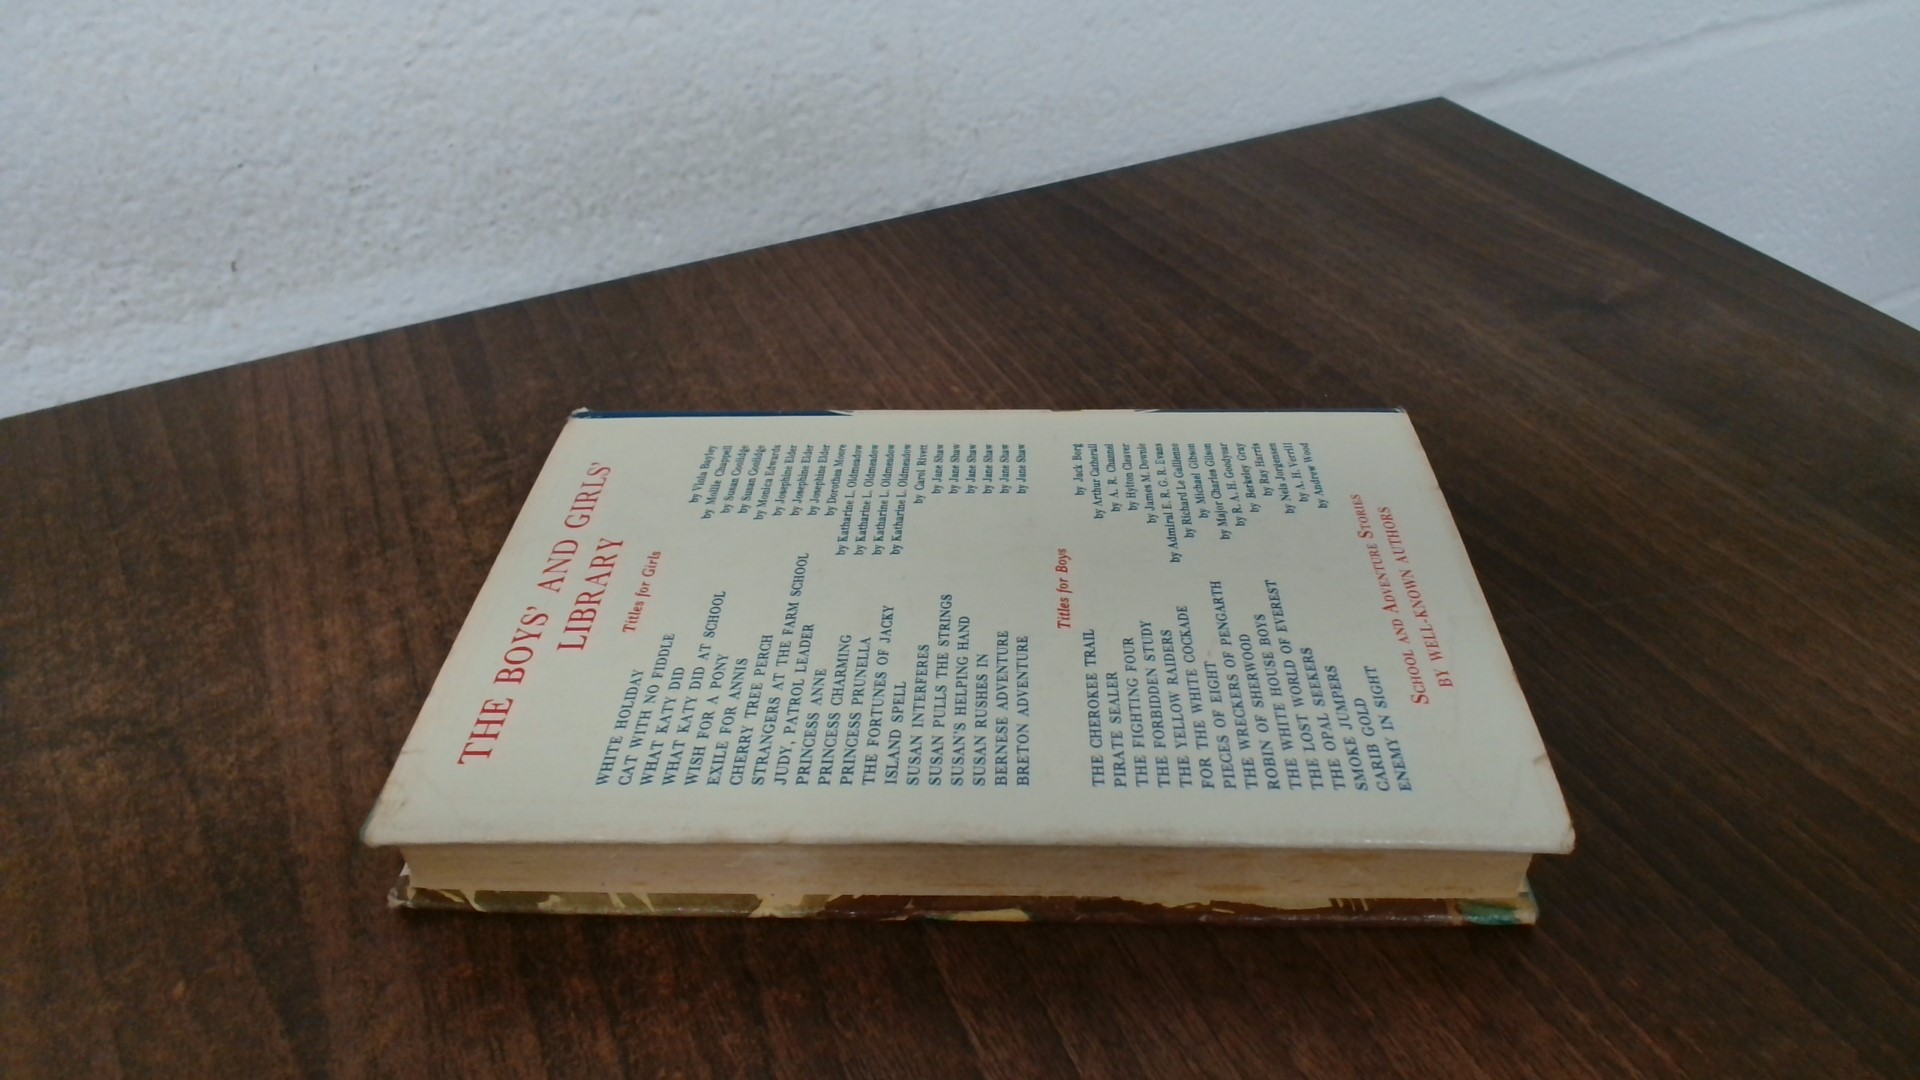 THE BOYS' AND GIRLS'
LIBRARY
Titles for Girls
WHITE HOLIDAY by Viola Bayley
CAT WITH NO FIDDLE by Mollie Chappell
WHAT KATY DID by Susan Coolidge
WHAT KATY DID AT SCHOOL by Susan Coolidge
WISH FOR A PONY by Monica Edwards
EXILE FOR ANNIS by Josephine Elder
CHERRY TREE PERCH by Josephine Elder
STRANGERS AT THE FARM SCHOOL by Josephine Elder
JUDY, PATROL LEADER by Dorothea Moore
PRINCESS ANNE by Katharine L. Oldmeadow
PRINCESS CHARMING by Katharine L. Oldmeadow
PRINCESS PRUNELLA by Katharine L. Oldmeadow
THE FORTUNES OF JACKY by Katharine L. Oldmeadow
ISLAND SPELL by Carol Rivett
SUSAN INTERFERES by Jane Shaw
SUSAN PULLS THE STRINGS by Jane Shaw
SUSAN'S HELPING HAND by Jane Shaw
SUSAN RUSHES IN by Jane Shaw
BERNESE ADVENTURE by Jane Shaw
BRETON ADVENTURE by Jane Shaw
Titles for Boys
THE CHEROKEE TRAIL by Jack Borg
PIRATE SEALER by Arthur Catherall
THE FIGHTING FOUR by A. R. Channel
THE FORBIDDEN STUDY by Hylton Cleaver
THE YELLOW RAIDERS by James M. Downie
FOR THE WHITE COCKADE by Admiral E. R. G. R. Evans
PIECES OF EIGHT by Richard Le Gallienne
THE WRECKERS OF PENGARTH by Michael Gibson
ROBIN OF SHERWOOD by Major Charles Gilson
THE WHITE HOUSE BOYS by R. A. H. Goodyear
THE LOST WORLD OF EVEREST by Berkeley Gray
THE OPAL SEEKERS by Ray Harris
SMOKE JUMPERS by Nels Jorgensen
CARIB GOLD by A. H. Verrill
ENEMY IN SIGHT by Andrew Wood
SCHOOL AND ADVENTURE STORIES
BY WELL-KNOWN AUTHORS